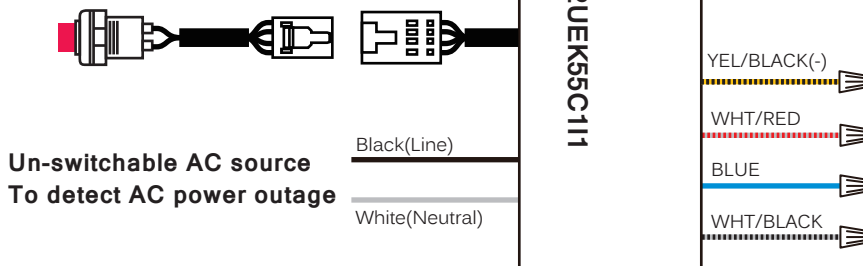 UEK55C1I1
YEL/BLACK(-)
WHT/RED
Black(Line)
Un-switchable AC source
To detect AC power outage
BLUE
White(Neutral)
WHT/BLACK